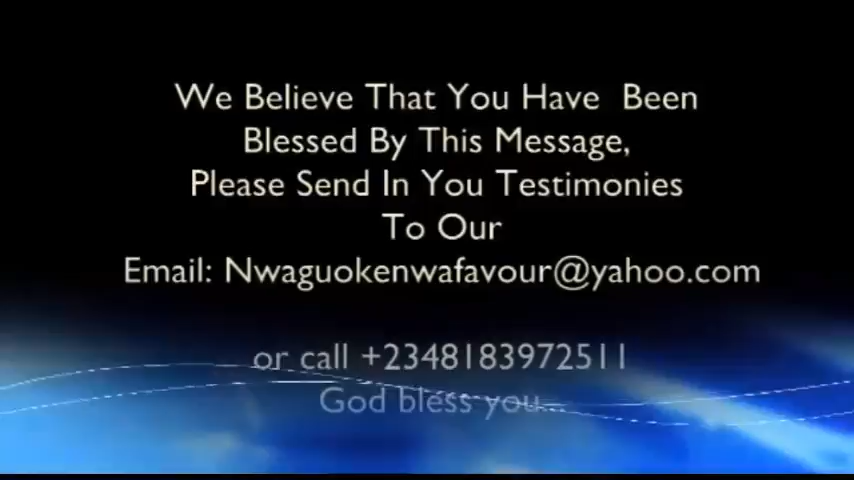 We Believe That You Have Been
Blessed By This Message,
Please Send In You Testimonies
To Our
Email: Nwaguokenwafavour@yahoo.com
or call +2348183972511
God bless you...